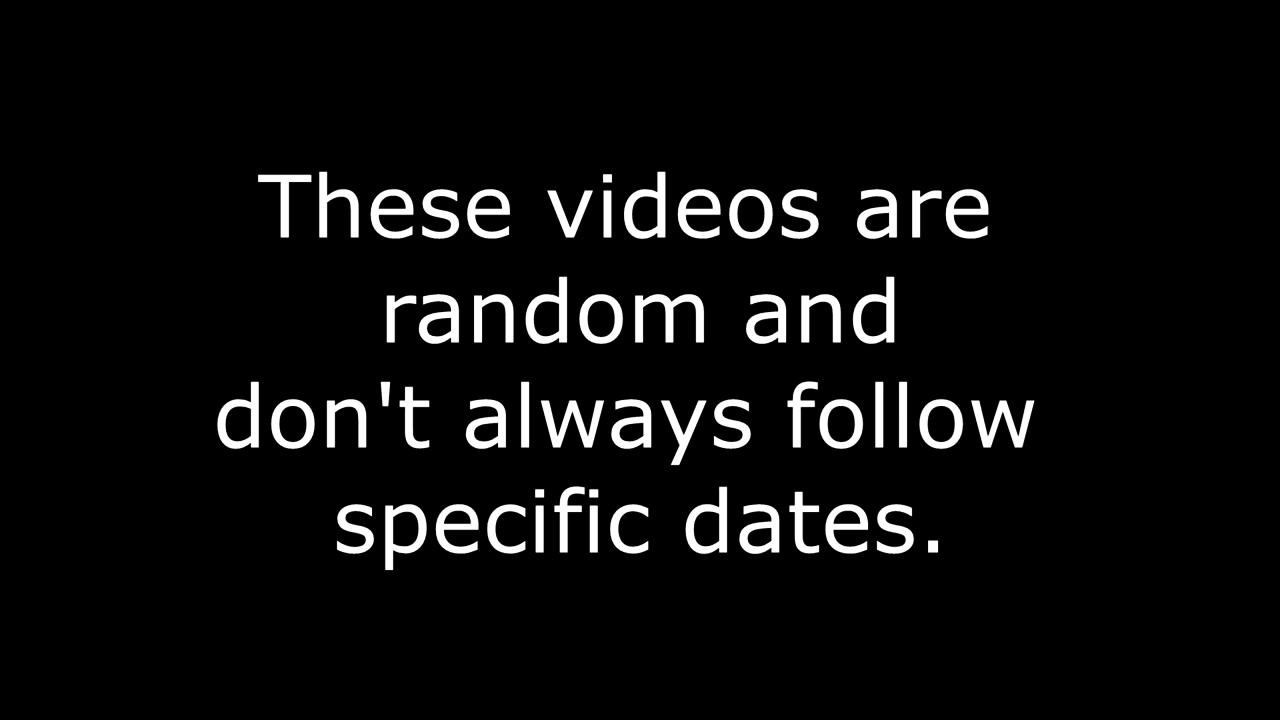 These videos are
random and
don't always follow
specific dates.